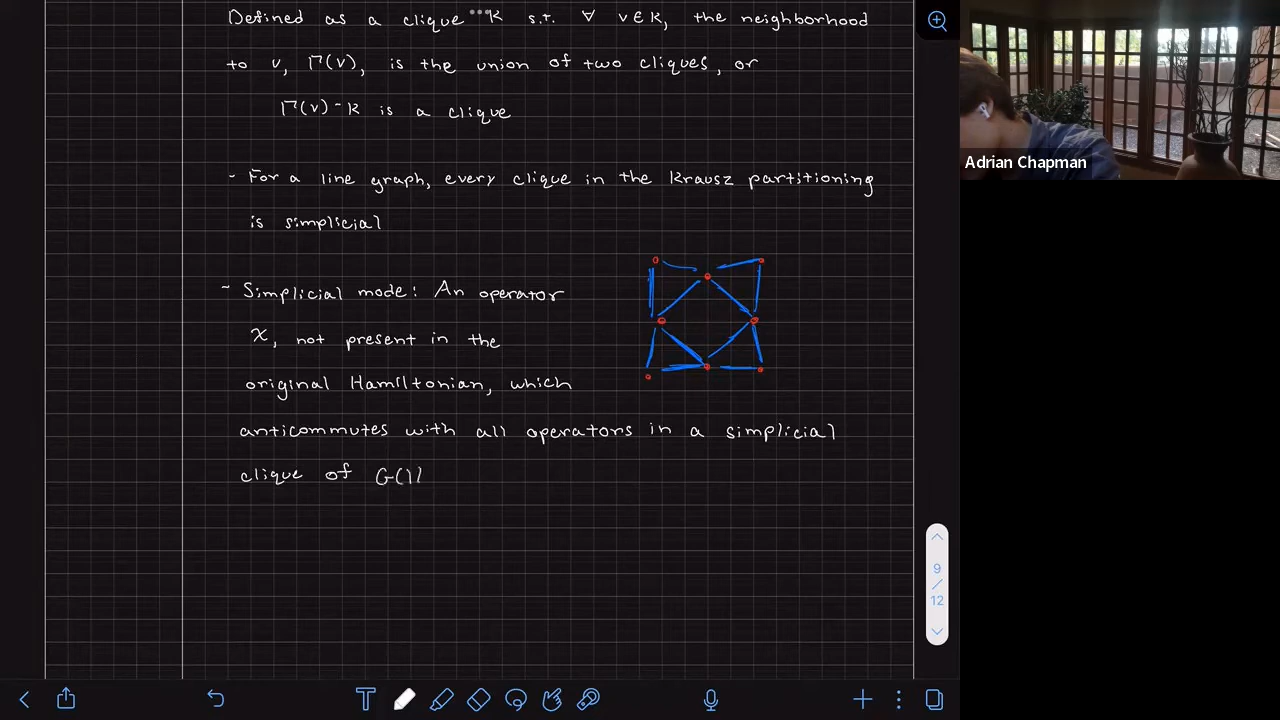 Defined as a clique K s.t. ∀ v∈K, the neighborhood
to v, Γ(v), is the union of two cliques, or
Γ(v)-K is a clique
- For a line graph, every clique in the Krausz partitioning
is simplicial
- Simplicial mode: An operator
χ, not present in the
original Hamiltonian, which
anticommutes with all operators in a simplicial
clique of G(
Adrian Chapman
9
/
12
T